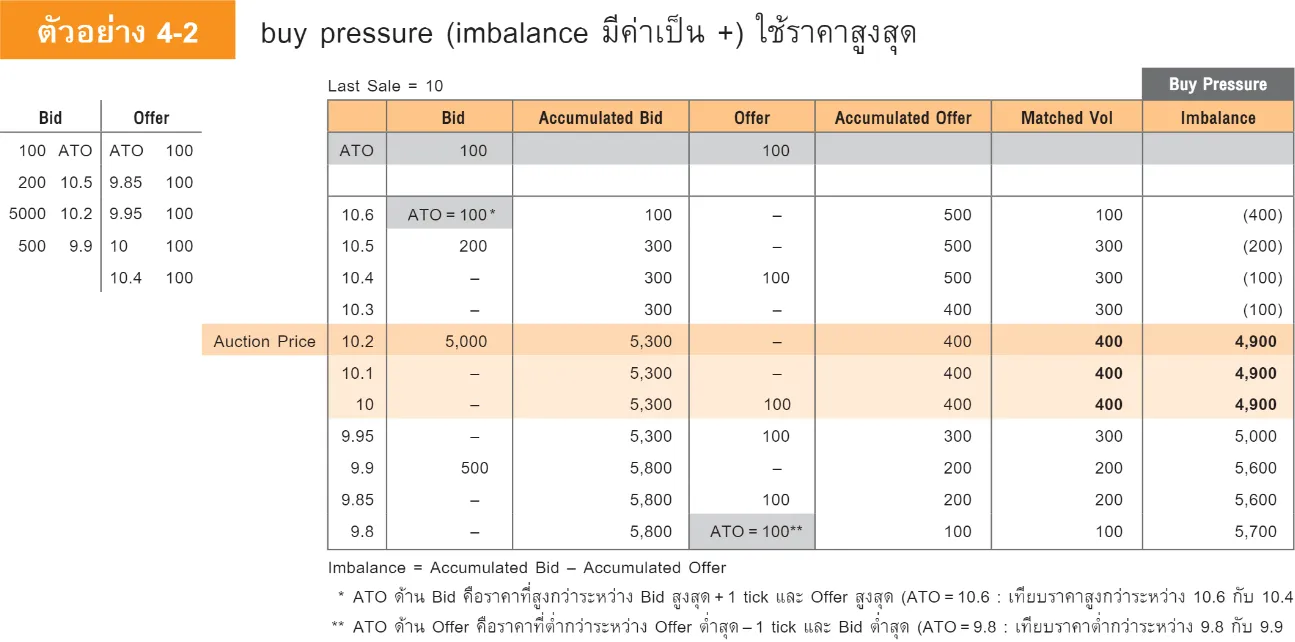 ตัวอย่าง 4-2 buy pressure (imbalance มีค่าเป็น +) ใช้ราคาสูงสุด
Last Sale = 10
Buy Pressure
Bid Offer
100 ATO ATO 100
200 10.5 9.85 100
5000 10.2 9.95 100
500 9.9 10 100
10.4 100
Bid Accumulated Bid Offer Accumulated Offer Matched Vol Imbalance
ATO 100 100
10.6 ATO = 100* 100 – 500 100 (400)
10.5 200 300 – 500 300 (200)
10.4 – 300 100 500 300 (100)
10.3 – 300 – 400 300 (100)
Auction Price 10.2 5,000 5,300 – 400 400 4,900
10.1 – 5,300 – 400 400 4,900
10 – 5,300 100 400 400 4,900
9.95 – 5,300 100 300 300 5,000
9.9 500 5,800 – 200 200 5,600
9.85 – 5,800 100 200 200 5,600
9.8 – 5,800 ATO = 100** 100 100 5,700
Imbalance = Accumulated Bid – Accumulated Offer
* ATO ด้าน Bid คือราคาที่สูงกว่าระหว่าง Bid สูงสุด + 1 tick และ Offer สูงสุด (ATO = 10.6 : เทียบราคาสูงกว่าระหว่าง 10.6 กับ 10.4
** ATO ด้าน Offer คือราคาที่ต่ำกว่าระหว่าง Offer ต่ำสุด – 1 tick และ Bid ต่ำสุด (ATO = 9.8 : เทียบราคาต่ำกว่าระหว่าง 9.8 กับ 9.9